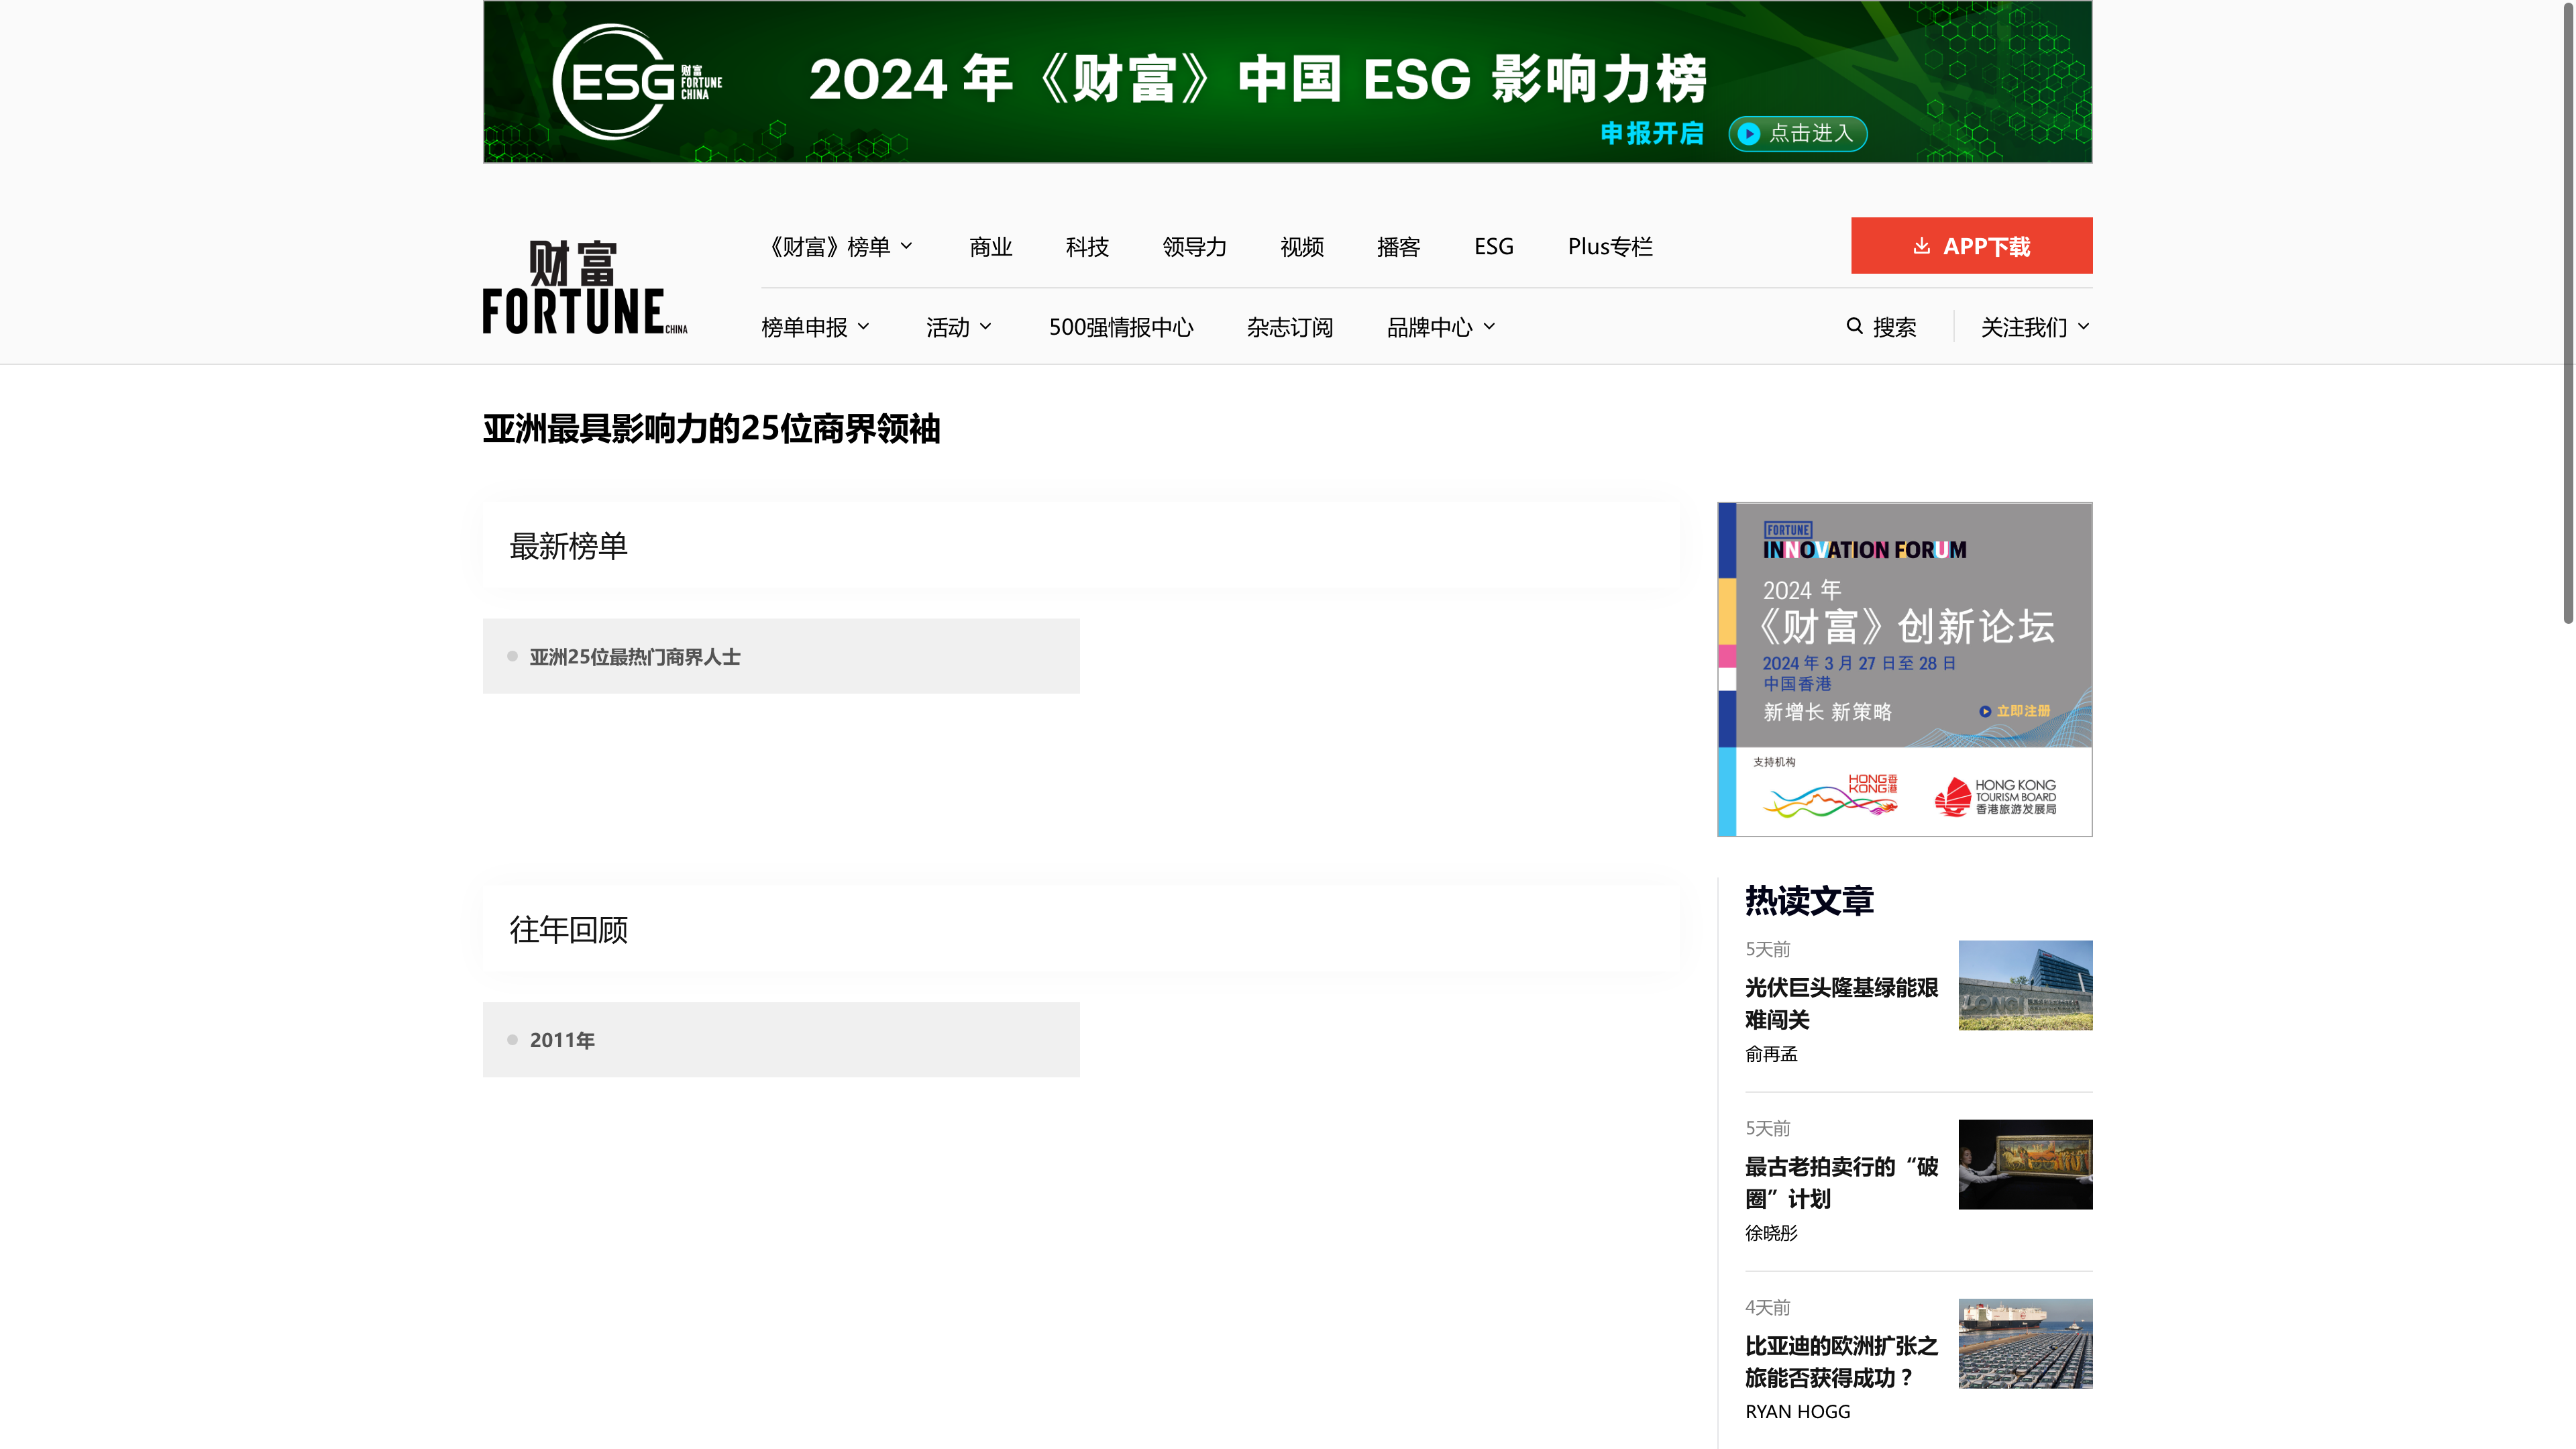 ESG 财富 FORTUNE CHINA
2024 年《财富》中国 ESG 影响力榜
申报开启 点击进入
财富
FORTUNE CHINA
《财富》榜单 商业 科技 领导力 视频 播客 ESG Plus专栏 APP下载
榜单申报 活动 500强情报中心 杂志订阅 品牌中心 搜索 关注我们
亚洲最具影响力的25位商界领袖
最新榜单
亚洲25位最热门商界人士
往年回顾
2011年
FORTUNE
INNOVATION FORUM
2024 年
《财富》创新论坛
2024 年 3 月 27 日至 28 日
中国香港
新增长 新策略 立即注册
支持机构
HONG KONG 香港
HONG KONG
TOURISM BOARD
香港旅游发展局
热读文章
5天前
光伏巨头隆基绿能艰
难闯关
俞再孟
LONGi
5天前
最古老拍卖行的“破
圈”计划
徐晓彤
4天前
比亚迪的欧洲扩张之
旅能否获得成功？
RYAN HOGG